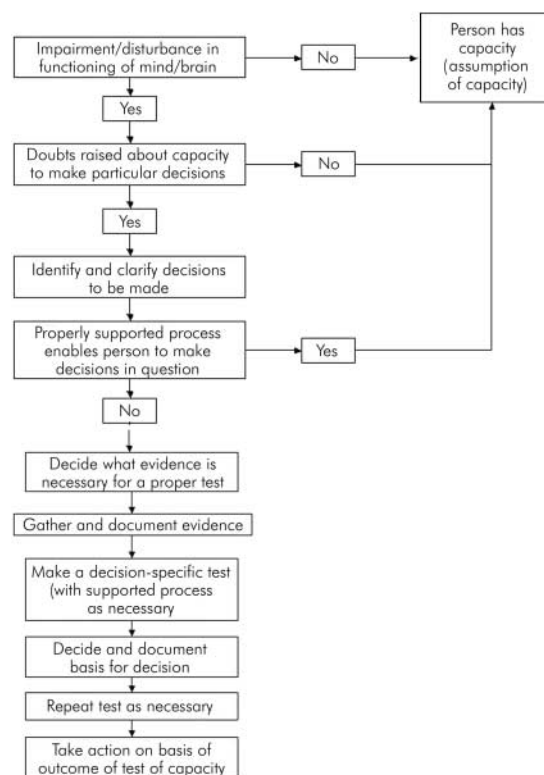 Impairment/disturbance in
functioning of mind/brain
No
Person has
capacity
(assumption
of capacity)
Yes
Doubts raised about capacity
to make particular decisions
No
Yes
Identify and clarify decisions
to be made
Properly supported process
enables person to make
decisions in question
Yes
No
Decide what evidence is
necessary for a proper test
Gather and document evidence
Make a decision-specific test
(with supported process
as necessary
Decide and document
basis for decision
Repeat test as necessary
Take action on basis of
outcome of test of capacity